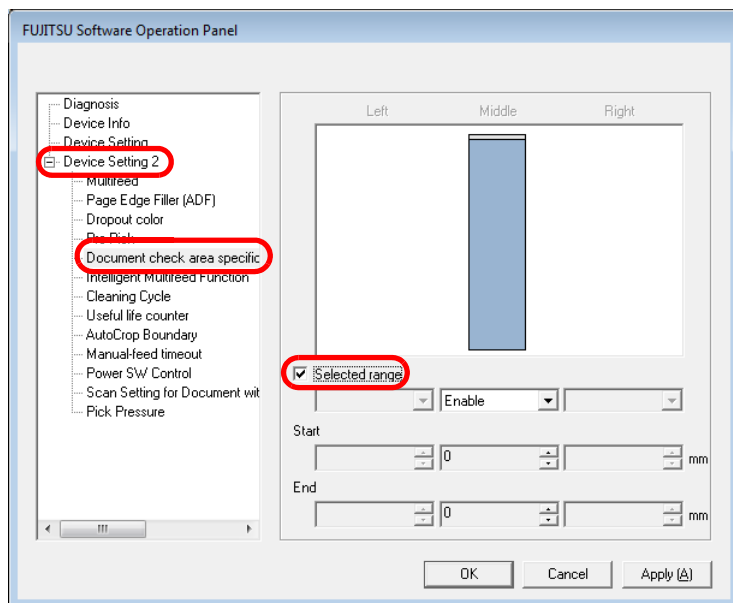 FUJITSU Software Operation Panel
Diagnosis
Device Info
Device Setting
Device Setting 2
Multifeed
Page Edge Filler (ADF)
Dropout color
Pre-Pick
Document check area specific
Intelligent Multifeed Function
Cleaning Cycle
Useful life counter
AutoCrop Boundary
Manual-feed timeout
Power SW Control
Scan Setting for Document wit
Pick Pressure
Left Middle Right
Selected range
Enable
Start
0 mm
End
0 mm
OK Cancel Apply (A)